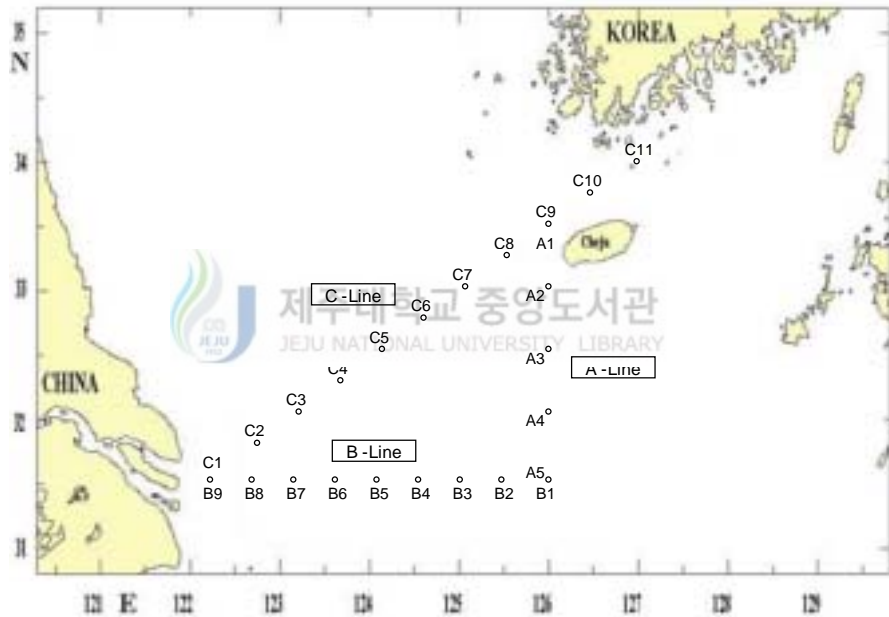 KOREA
N
C11
34
C10
C9
C8
A1
Cheju
C7
33
제주대학교 중앙도서관
C-Line
A2
C6
JEJU NATIONAL UNIVERSITY LIBRARY
JEJU
C5
A3
A-Line
C4
CHINA
C3
A4
C2
B-Line
C1
A5
B9 B8 B7 B6 B5 B4 B3 B2 B1
31
121 E 122 123 124 125 126 127 128 129